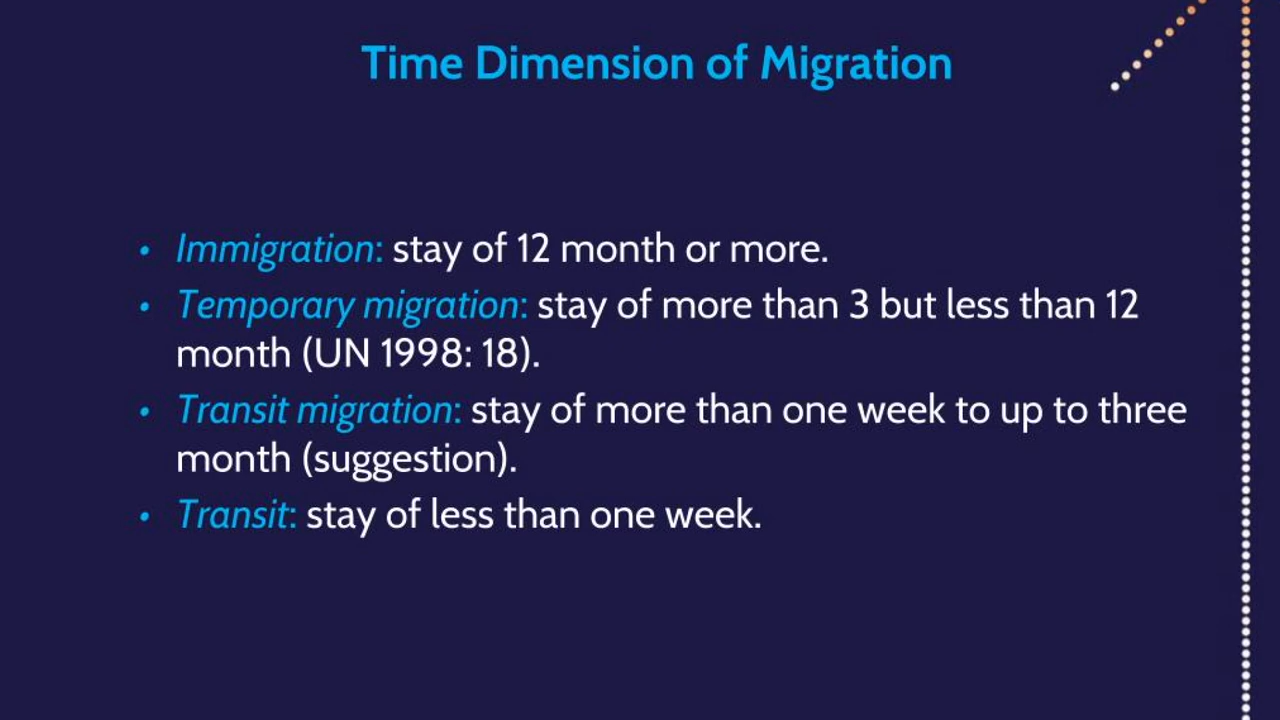 Time Dimension of Migration
• Immigration: stay of 12 month or more.
• Temporary migration: stay of more than 3 but less than 12
month (UN 1998: 18).
• Transit migration: stay of more than one week to up to three
month (suggestion).
• Transit: stay of less than one week.